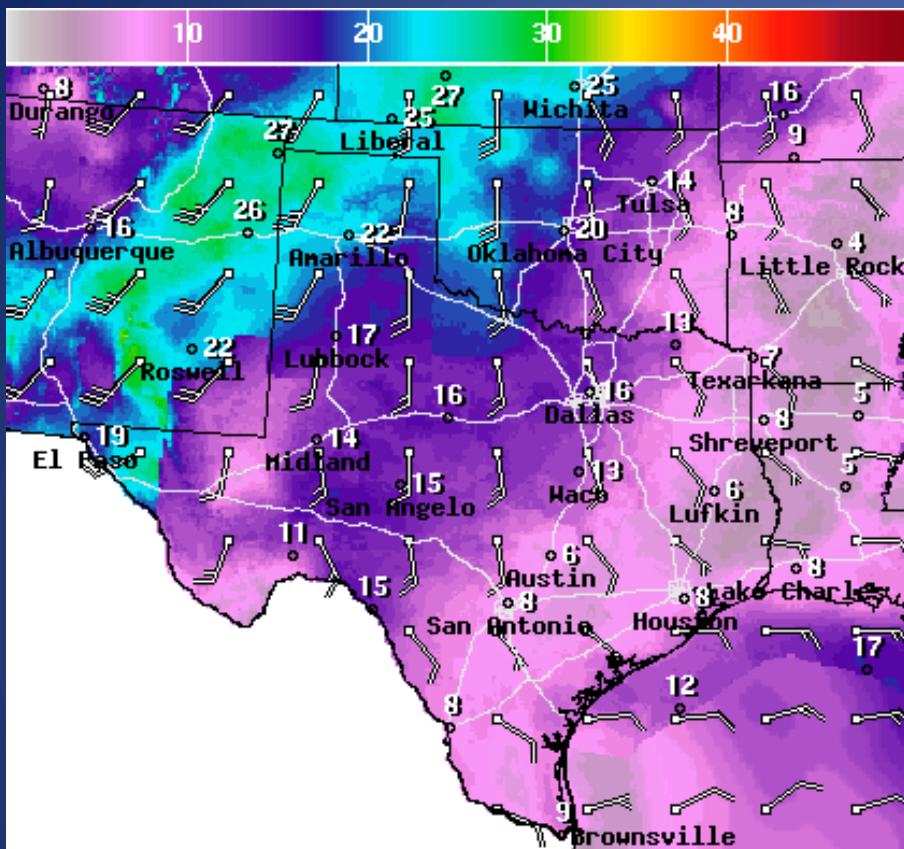 10 20 30 40
8
Durango
27
25
Liberal
25
Wichita
16
27
9
14
Tulsa
16
Albuquerque
26
22
Amarillo
20
Oklahoma City
8
4
Little Rock
22
Roswell
17
Lubbock
13
7
Texarkana
16
16
Dallas
8
Shreveport
5
19
El Paso
14
Midland
15
San Angelo
13
Waco
6
Lufkin
5
11
6
Austin
8
Lake Charles
15
8
San Antonio
8
Houston
17
12
8
9
Brownsville